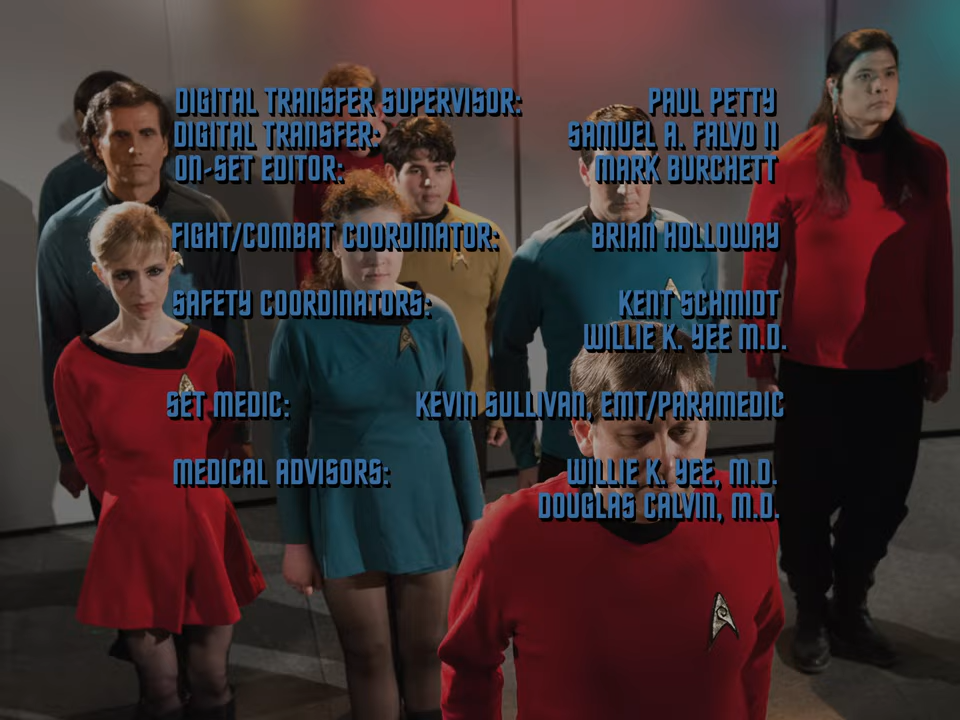 DIGITAL TRANSFER SUPERVISOR: PAUL PETTY
DIGITAL TRANSFER: SAMUEL A. FALVO II
ON-SET EDITOR: MARK BURCHETT
FIGHT/COMBAT COORDINATOR: BRIAN HOLLOWAY
SAFETY COORDINATORS: KENT SCHMIDT
WILLIE K. YEE M.D.
SET MEDIC: KEVIN SULLIVAN, EMT/PARAMEDIC
MEDICAL ADVISORS: WILLIE K. YEE, M.D.
DOUGLAS CALVIN, M.D.